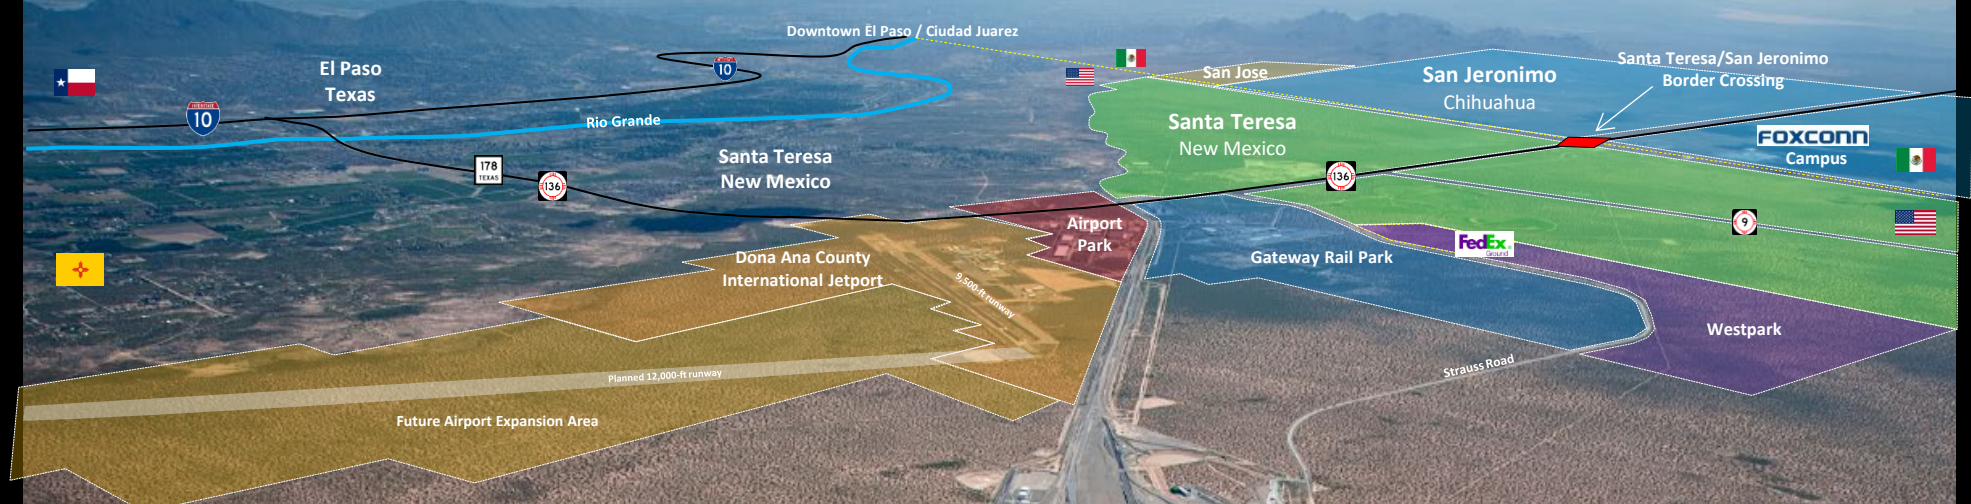 Downtown El Paso / Ciudad Juarez
El Paso
Texas
INTERSTATE
10
10
Rio Grande
178
TEXAS
136
Santa Teresa
New Mexico
San Jose
San Jeronimo
Chihuahua
Santa Teresa/San Jeronimo
Border Crossing
Santa Teresa
New Mexico
136
FOXCONN
Campus
9
Airport
Park
Dona Ana County
International Jetport
9,500-ft runway
Gateway Rail Park
FedEx
Ground
Westpark
Strauss Road
Planned 12,000-ft runway
Future Airport Expansion Area